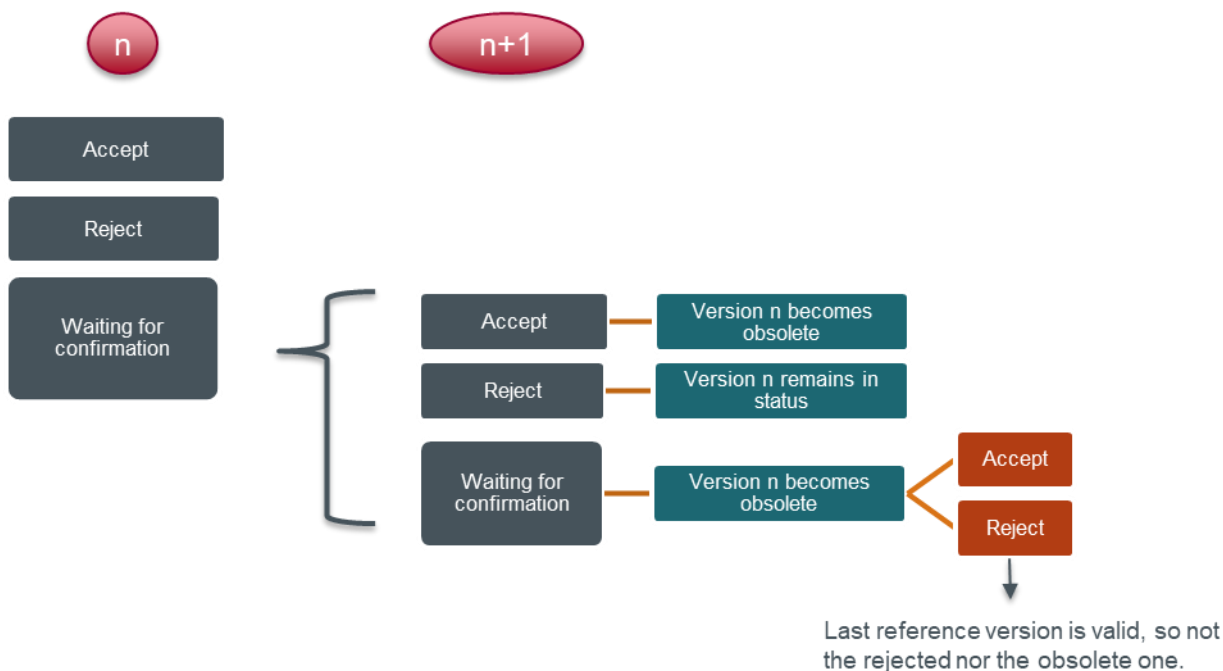 n
n+1
Accept
Reject
Waiting for
confirmation
Accept
Version n becomes
obsolete
Reject
Version n remains in
status
Waiting for
confirmation
Version n becomes
obsolete
Accept
Reject
Last reference version is valid, so not
the rejected nor the obsolete one.